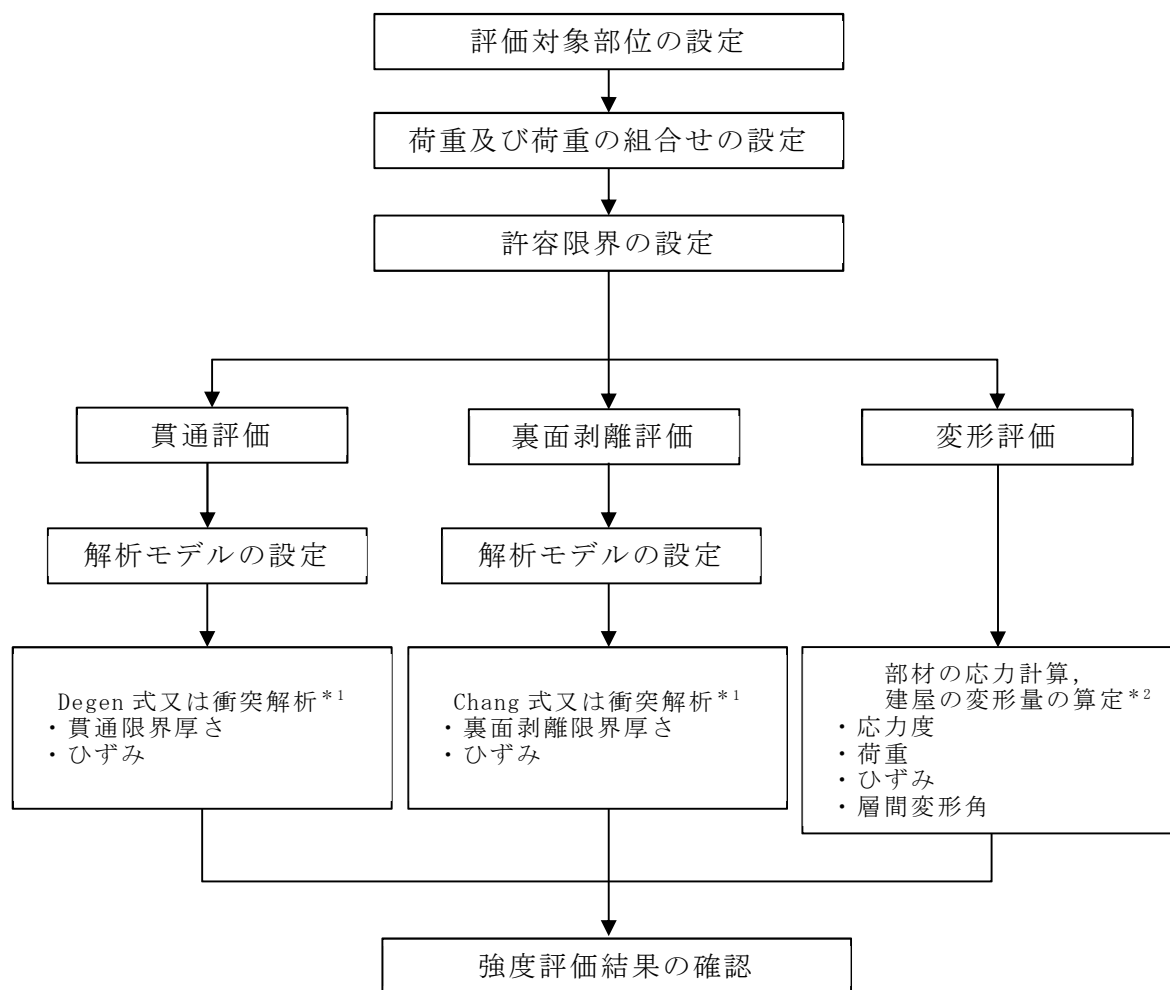 評価対象部位の設定
荷重及び荷重の組合せの設定
許容限界の設定
貫通評価
裏面剥離評価
変形評価
解析モデルの設定
解析モデルの設定
Degen 式又は衝突解析*1
・貫通限界厚さ
・ひずみ
Chang 式又は衝突解析*1
・裏面剥離限界厚さ
・ひずみ
部材の応力計算,
建屋の変形量の算定*2
・応力度
・荷重
・ひずみ
・層間変形角
強度評価結果の確認